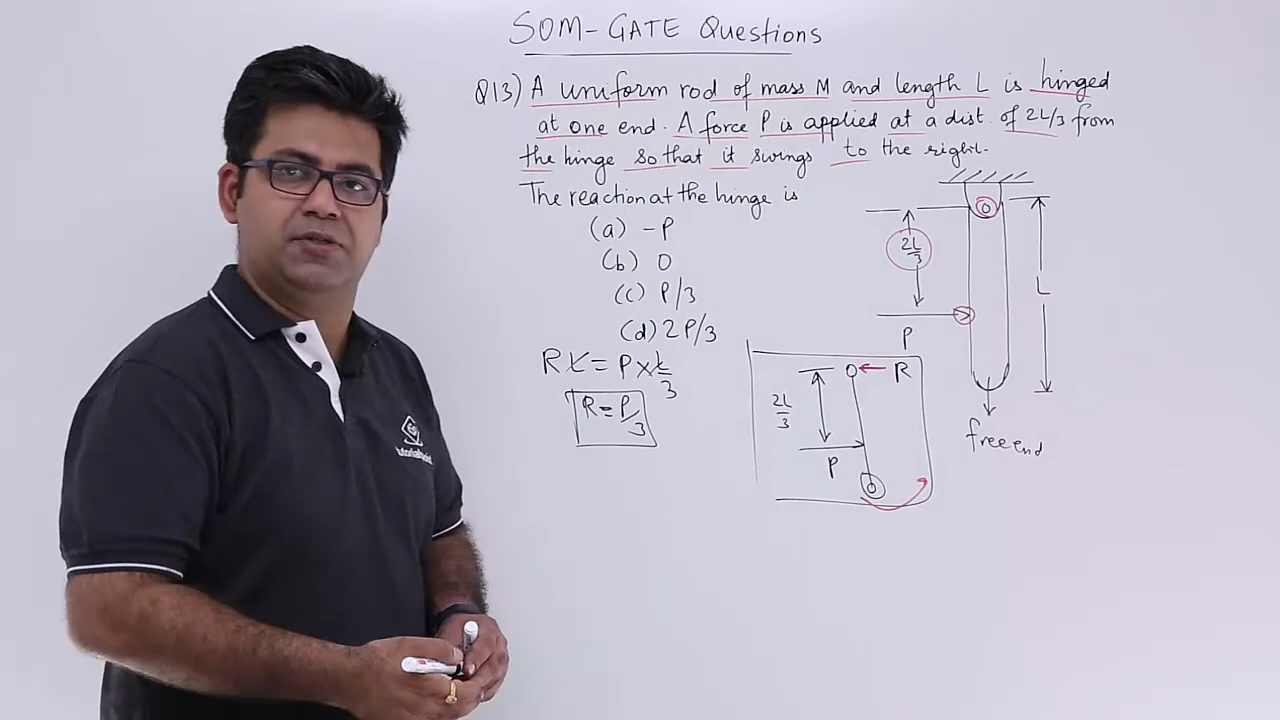 SOM-GATE Questions
Q13) A uniform rod of mass M and length L is hinged
at one end. A force P is applied at a dist. of 2L/3 from
the hinge so that it swings to the right.
The reaction at the hinge is
(a) -P
(b) 0
(c) P/3
(d) 2P/3
RL = P×L/3
R = P/3
2L/3
L
P
free end
R
2L/3
P
tutorialspoint